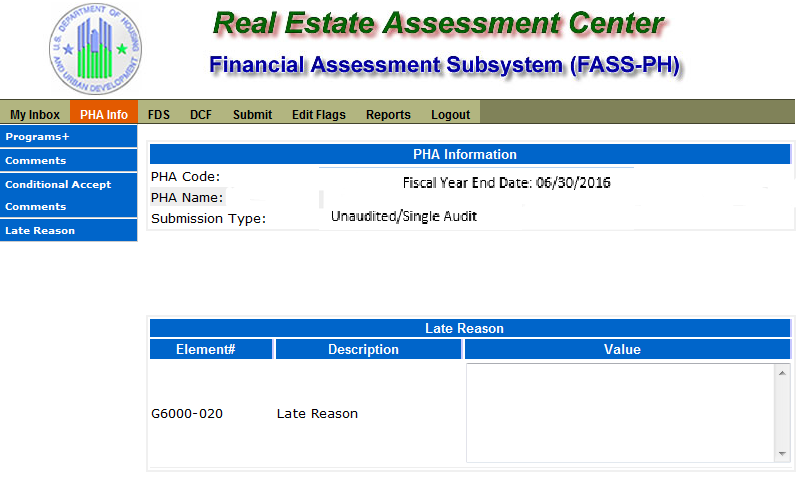 U.S. DEPARTMENT OF HOUSING AND URBAN DEVELOPMENT
Real Estate Assessment Center
Financial Assessment Subsystem (FASS-PH)
My Inbox PHA Info FDS DCF Submit Edit Flags Reports Logout
Programs+
Comments
Conditional Accept
Comments
Late Reason
PHA Information
PHA Code:
Fiscal Year End Date: 06/30/2016
PHA Name:
Submission Type: Unaudited/Single Audit
Late Reason
Element# Description Value
G6000-020 Late Reason